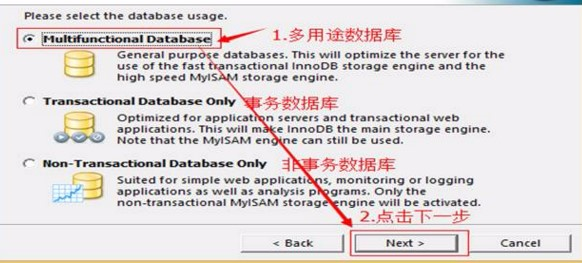 Please select the database usage.
Multifunctional Database 1.多用途数据库
General purpose databases. This will optimize the server for the
use of the fast transactional InnoDB storage engine and the
high speed MyISAM storage engine.
Transactional Database Only 事务数据库
Optimized for application servers and transactional web
applications. This will make InnoDB the main storage engine.
Note that the MyISAM engine can still be used.
Non-Transactional Database Only 非事务数据库
Suited for simple web applications, monitoring or logging
applications as well as analysis programs. Only the
non-transactional MyISAM storage engine will be activated.
2.点击下一步
< Back Next > Cancel